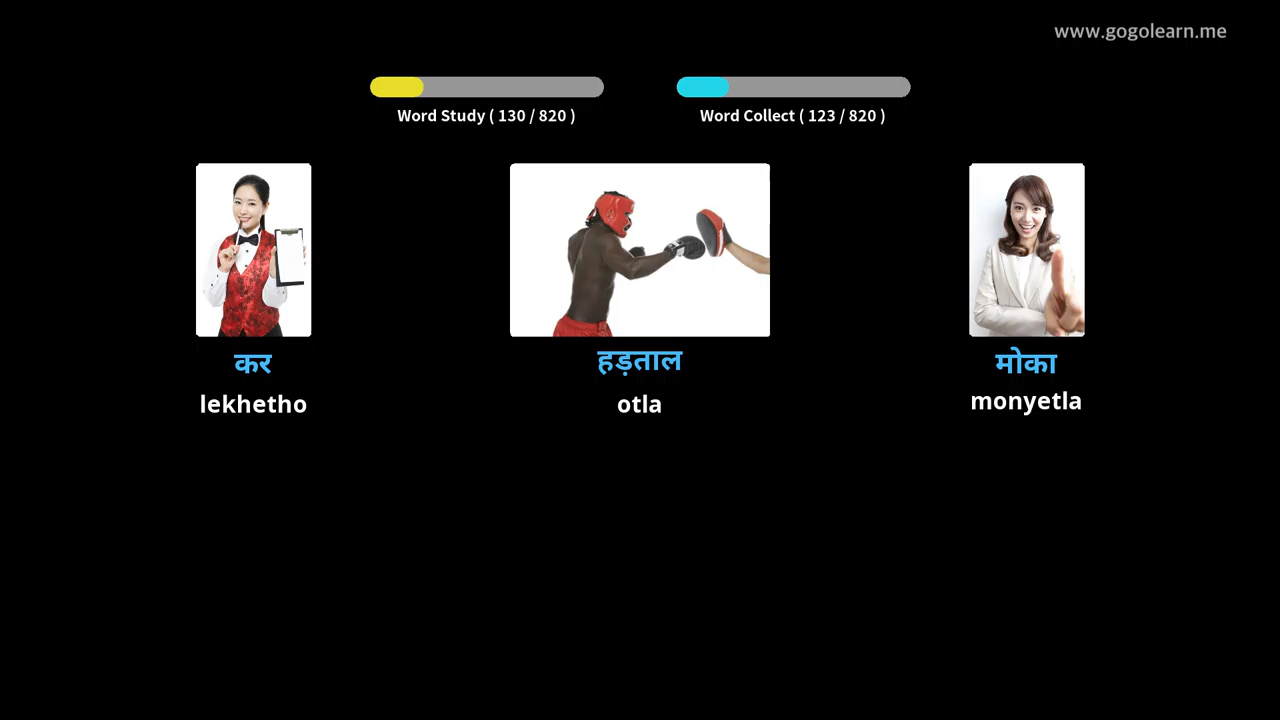 www.gogolearn.me
Word Study ( 130 / 820 )
Word Collect ( 123 / 820 )
कर
हड़ताल
मोका
lekhetho
otla
monyetla